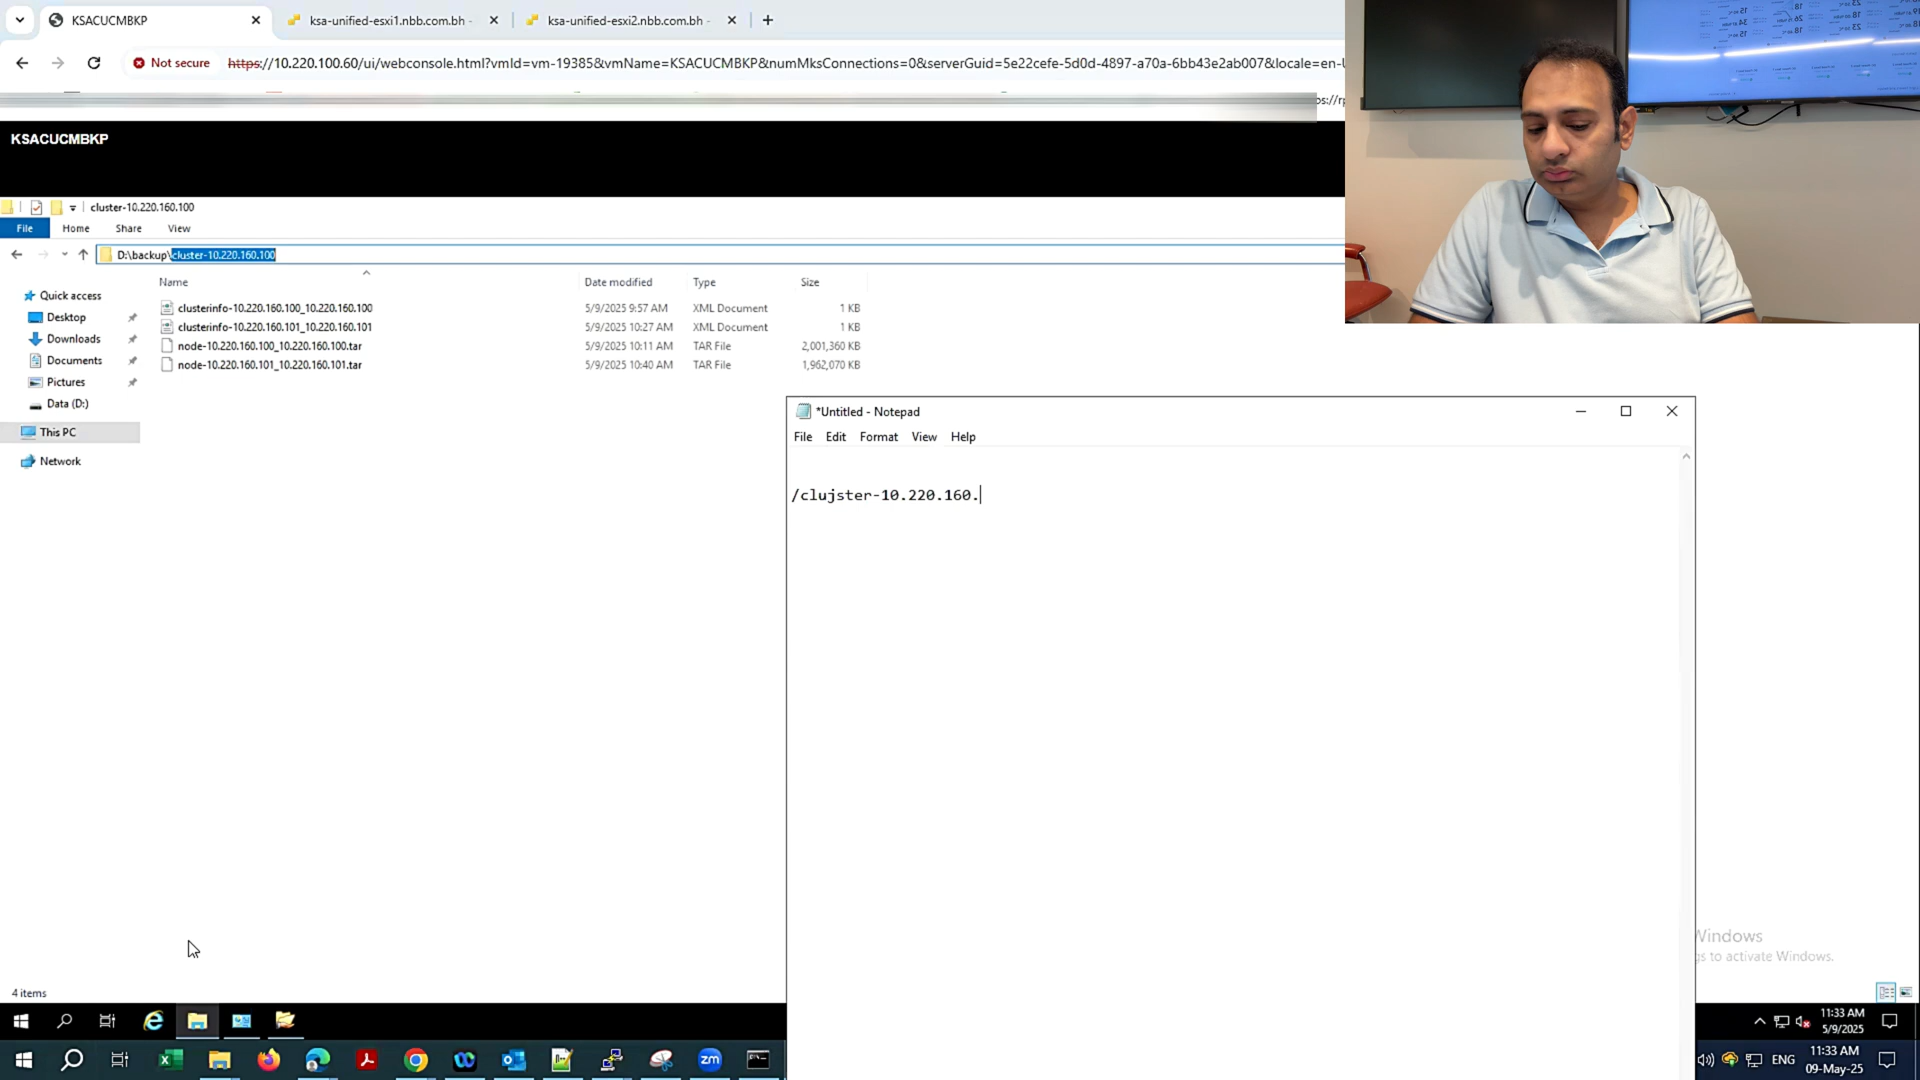 KSACUCMBKP
ksa-unified-esxi1.nbb.com.bh -
ksa-unified-esxi2.nbb.com.bh -
Not secure
https://10.220.100.60/ui/webconsole.html?vmId=vm-19385&vmName=KSACUCMBKP&numMksConnections=0&serverGuid=5e22cefe-5d0d-4897-a70a-6bb43e2ab007&locale=en-U
KSACUCMBKP
cluster-10.220.160.100
File Home Share View
D:\backup\cluster-10.220.160.100
Name Date modified Type Size
Quick access
Desktop
Downloads
Documents
Pictures
Data (D:)
This PC
Network
clusterinfo-10.220.160.100_10.220.160.100 5/9/2025 9:57 AM XML Document 1 KB
clusterinfo-10.220.160.101_10.220.160.101 5/9/2025 10:27 AM XML Document 1 KB
node-10.220.160.100_10.220.160.100.tar 5/9/2025 10:11 AM TAR File 2,001,360 KB
node-10.220.160.101_10.220.160.101.tar 5/9/2025 10:40 AM TAR File 1,962,070 KB
*Untitled - Notepad
File Edit Format View Help
/clujster-10.220.160.
Windows
gs to activate Windows.
4 items
11:33 AM
5/9/2025
zm
ENG
11:33 AM
09-May-25